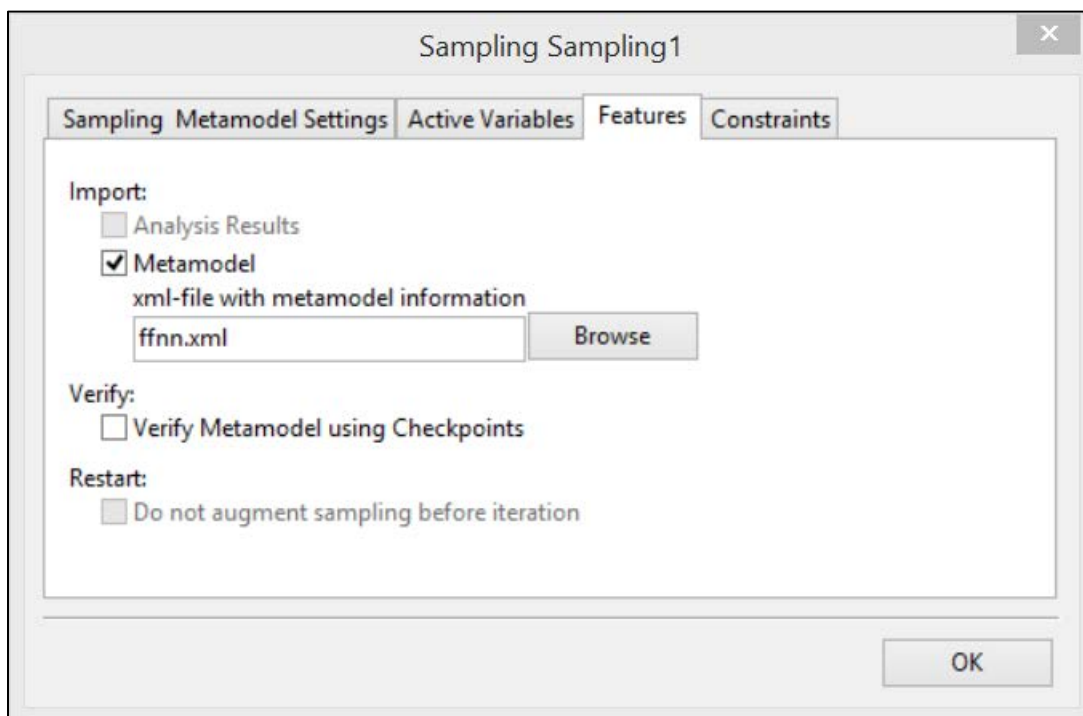 Sampling Sampling1
Sampling Metamodel Settings Active Variables Features Constraints
Import:
Analysis Results
Metamodel
xml-file with metamodel information
ffnn.xml Browse
Verify:
Verify Metamodel using Checkpoints
Restart:
Do not augment sampling before iteration
OK